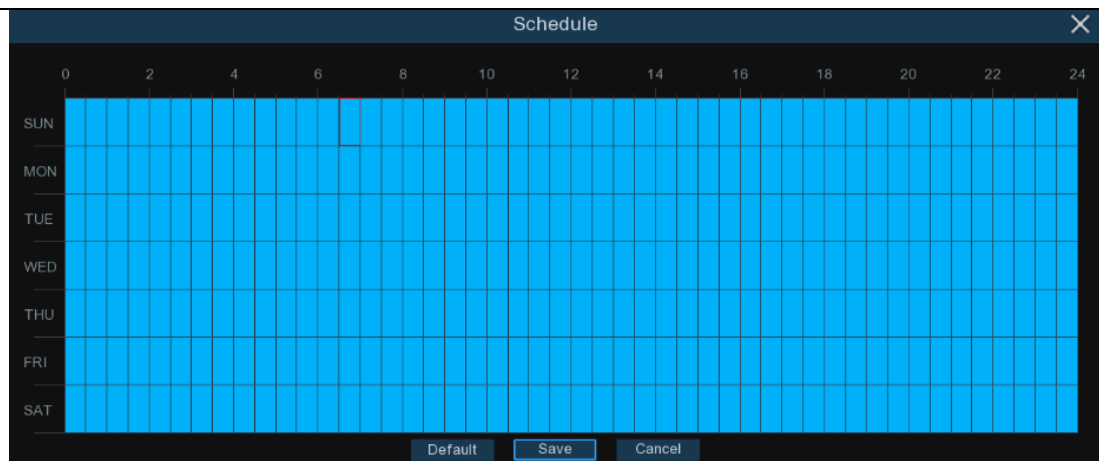 Schedule
0 2 4 6 8 10 12 14 16 18 20 22 24
SUN
MON
TUE
WED
THU
FRI
SAT
Default Save Cancel